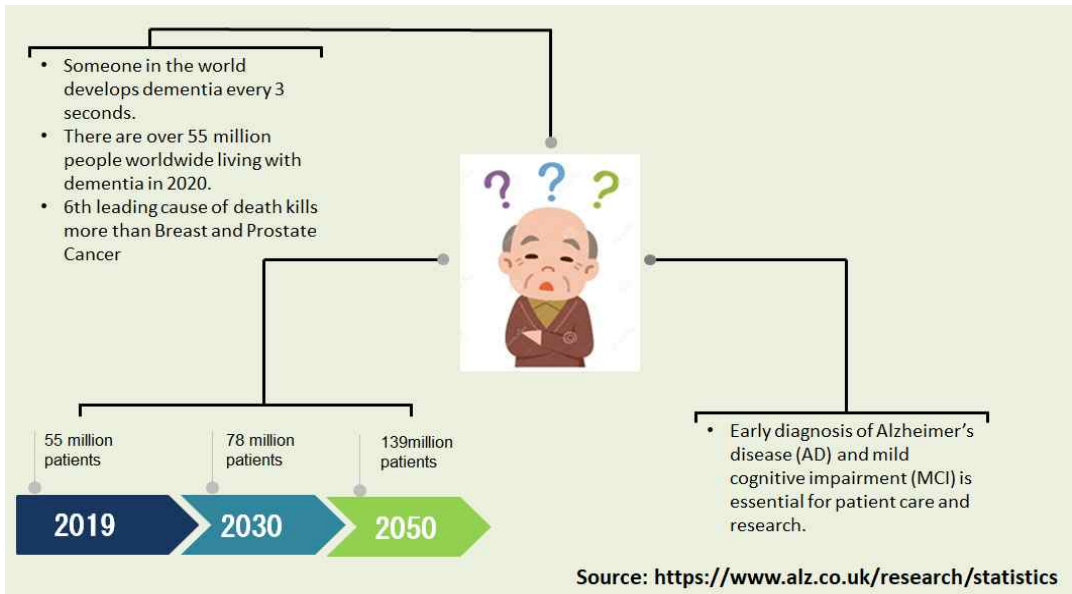 • Someone in the world
develops dementia every 3
seconds.
• There are over 55 million
people worldwide living with
dementia in 2020.
• 6th leading cause of death kills
more than Breast and Prostate
Cancer
? ? ?
55 million
patients
78 million
patients
139million
patients
2019
2030
2050
• Early diagnosis of Alzheimer’s
disease (AD) and mild
cognitive impairment (MCI) is
essential for patient care and
research.
Source: https://www.alz.co.uk/research/statistics